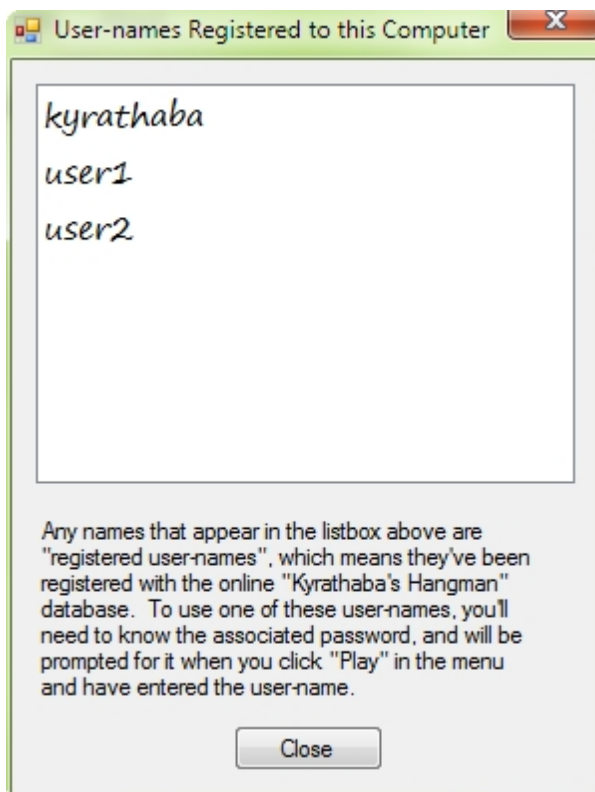 User-names Registered to this Computer
kyrathaba
user1
user2
Any names that appear in the listbox above are
"registered user-names", which means they've been
registered with the online "Kyrathaba's Hangman"
database.  To use one of these user-names, you'll
need to know the associated password, and will be
prompted for it when you click "Play" in the menu
and have entered the user-name.
Close